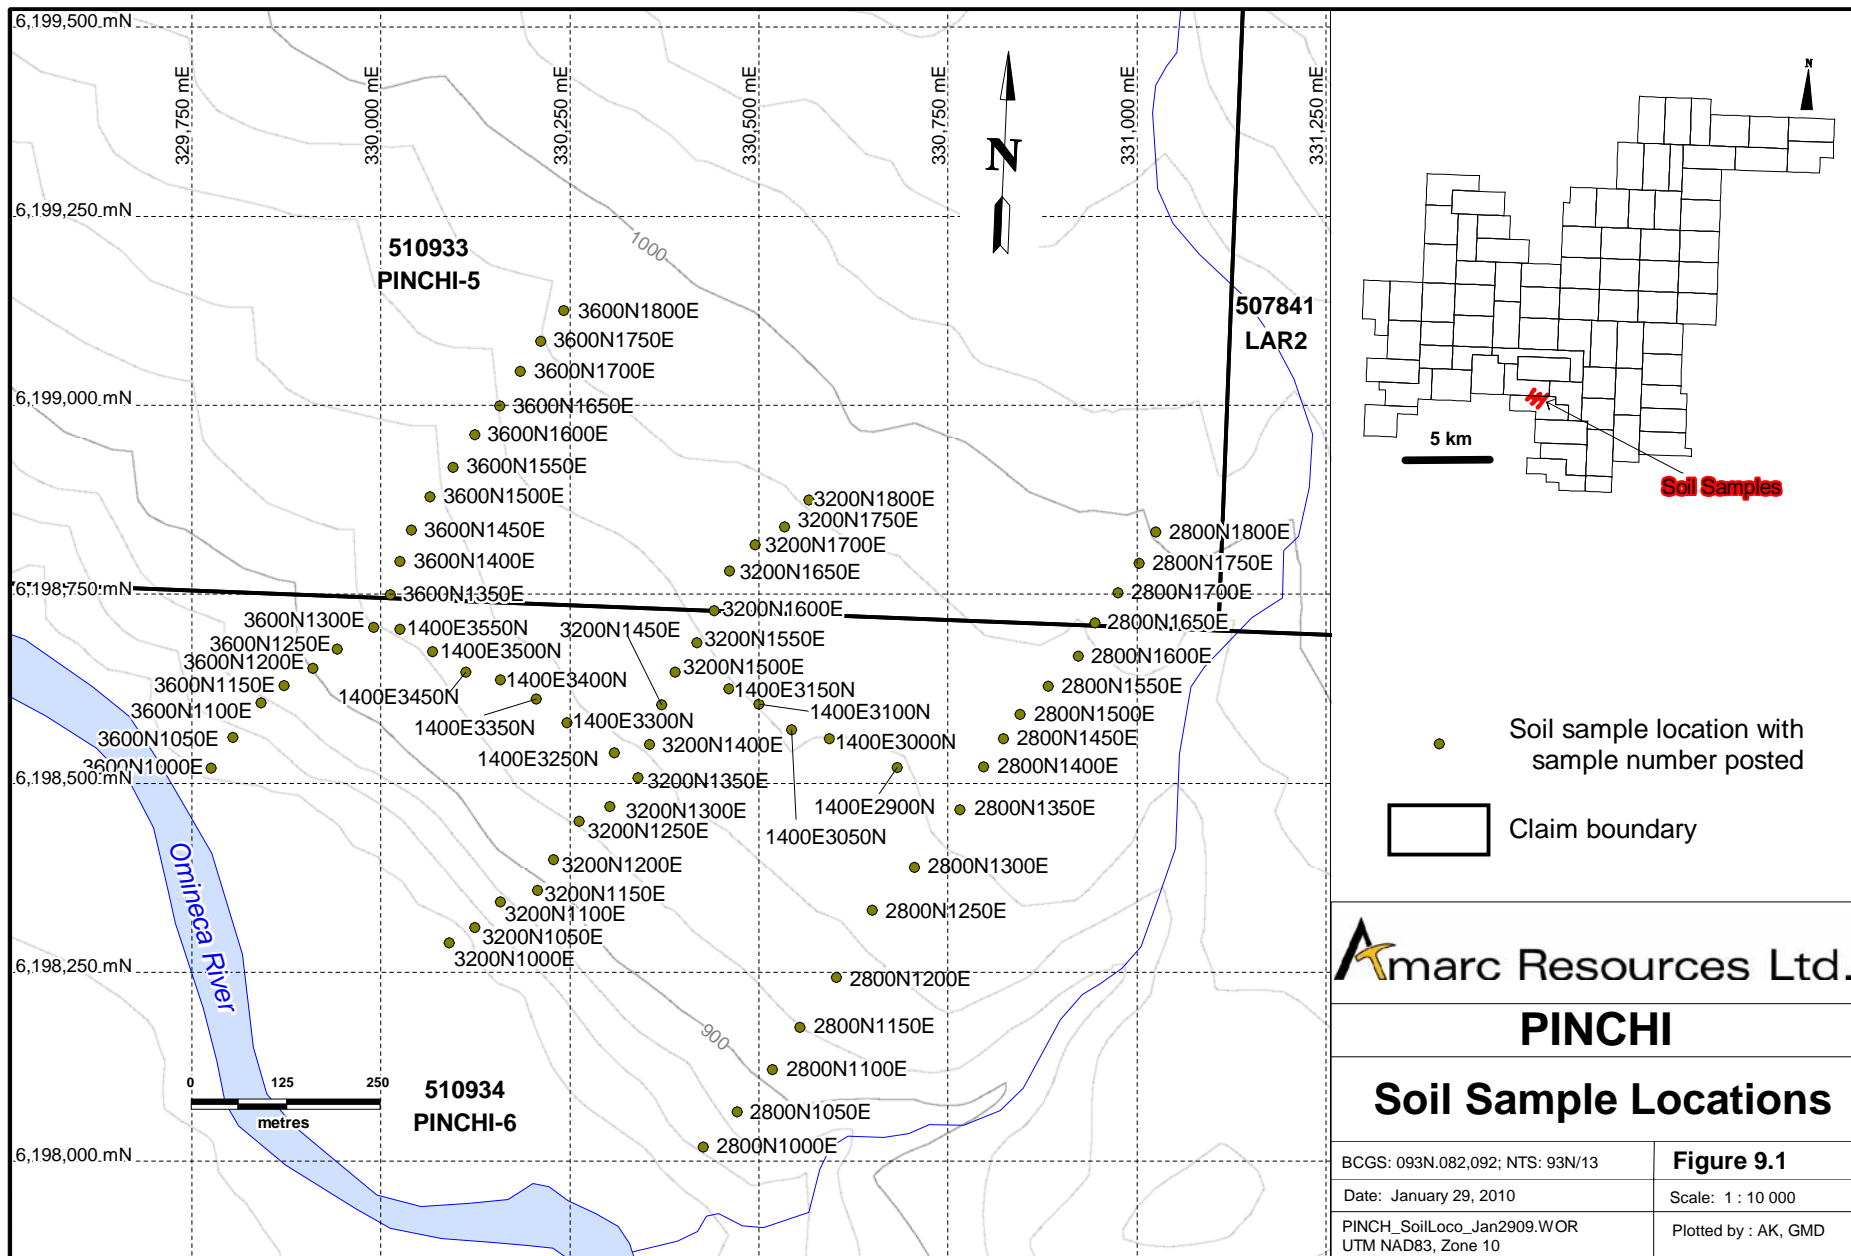 6,199,500 mN
329,750 mE
330,000 mE
330,250 mE
330,500 mE
330,750 mE
331,000 mE
331,250 mE
N
N
6,199,250 mN
510933
PINCHI-5
1000
507841
LAR2
3600N1800E
3600N1750E
3600N1700E
6,199,000 mN
3600N1650E
3600N1600E
3600N1550E
3600N1500E
3600N1450E
3600N1400E
3600N1350E
3200N1800E
3200N1750E
3200N1700E
3200N1650E
3200N1600E
2800N1800E
2800N1750E
2800N1700E
2800N1650E
6,198,750 mN
3600N1300E
3600N1250E
3600N1200E
3600N1150E
3600N1100E
3600N1050E
3600N1000E
1400E3550N
1400E3500N
1400E3450N
1400E3400N
1400E3350N
1400E3300N
1400E3250N
3200N1450E
3200N1550E
3200N1500E
1400E3150N
1400E3100N
3200N1400E
1400E3000N
3200N1350E
1400E2900N
1400E3050N
2800N1600E
2800N1550E
2800N1500E
2800N1450E
2800N1400E
2800N1350E
6,198,500 mN
3200N1300E
3200N1250E
3200N1200E
3200N1150E
3200N1100E
3200N1050E
3200N1000E
2800N1300E
2800N1250E
2800N1200E
2800N1150E
2800N1100E
2800N1050E
2800N1000E
6,198,250 mN
900
Omineca River
0 125 250
metres
510934
PINCHI-6
6,198,000 mN
5 km
Soil Samples
Soil sample location with
sample number posted
Claim boundary
Amarc Resources Ltd.
PINCHI
Soil Sample Locations
BCGS: 093N.082,092; NTS: 93N/13
Figure 9.1
Date: January 29, 2010
Scale: 1 : 10 000
PINCH_SoilLoco_Jan2909.WOR
UTM NAD83, Zone 10
Plotted by : AK, GMD